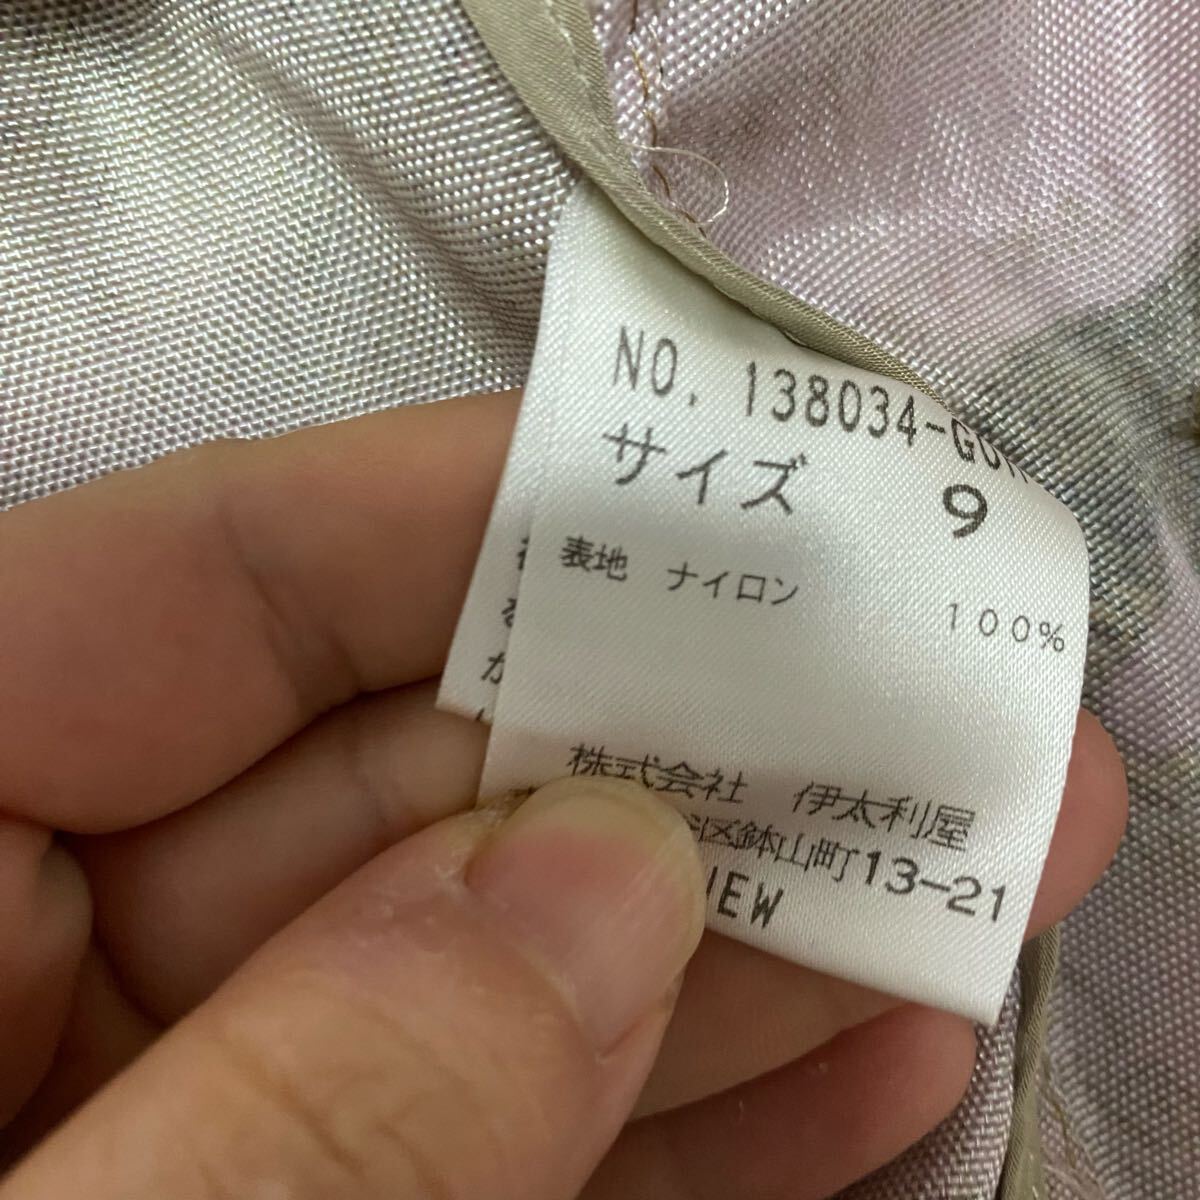 NO. 138034-
サイズ 9
表地 ナイロン 100%
株式会社 伊太利屋
区鉢山町13-21